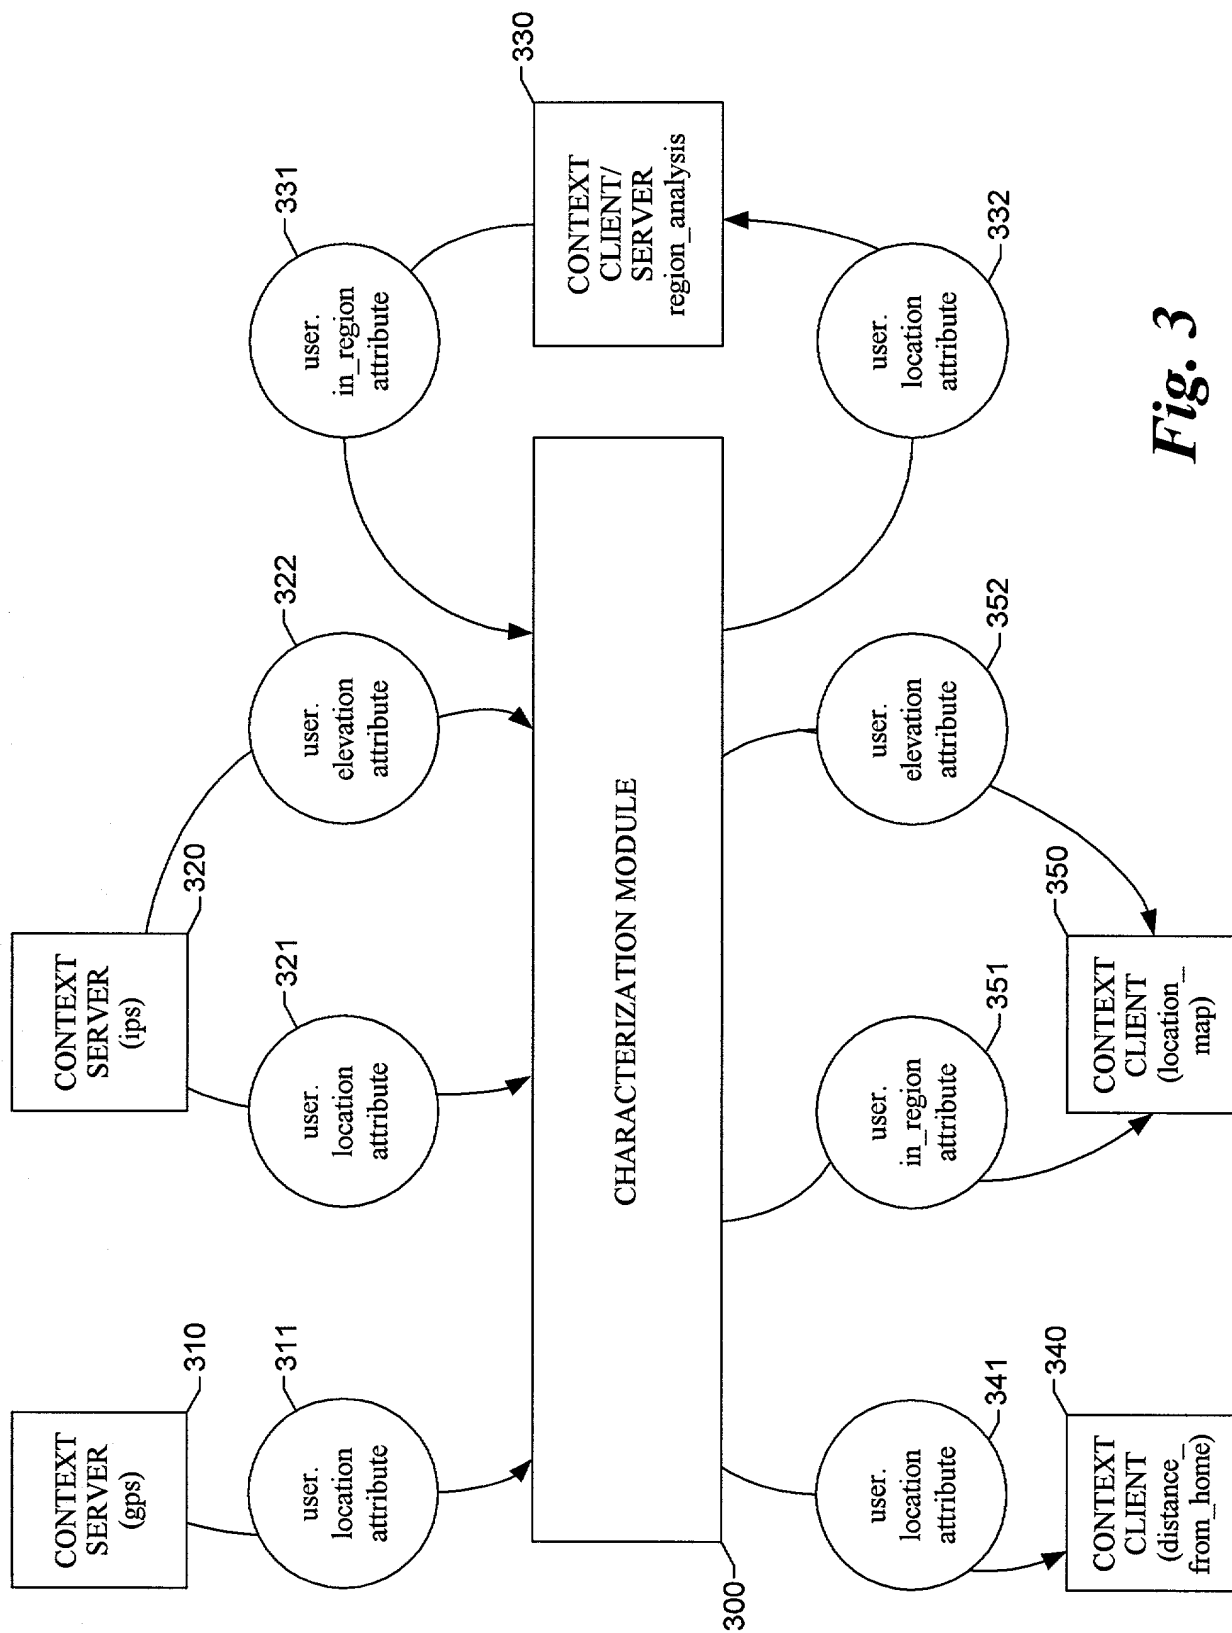 CONTEXT
SERVER
(gps)
310
user.
location
attribute
311
CONTEXT
SERVER
(ips)
320
user.
location
attribute
321
user.
elevation
attribute
322
user.
in_region
attribute
331
CHARACTERIZATION MODULE
300
CONTEXT
CLIENT/
SERVER
region_analysis
330
user.
location
attribute
341
user.
in_region
attribute
351
user.
elevation
attribute
352
user.
location
attribute
332
CONTEXT
CLIENT
(distance_
from_home)
340
CONTEXT
CLIENT
(location_
map)
350
Fig. 3